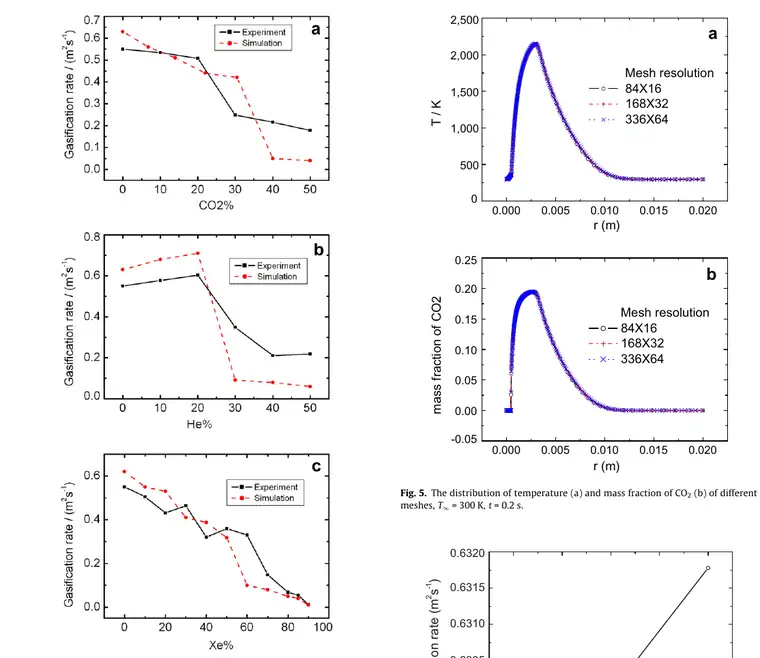 0.7
0.6
0.5
0.4
0.3
0.2
0.1
0.0
Gasification rate / (m²s⁻¹)
a
Experiment
Simulation
0 10 20 30 40 50
CO2%
0.8
0.6
0.4
0.2
0.0
Gasification rate / (m²s⁻¹)
b
Experiment
Simulation
0 10 20 30 40 50
He%
0.6
0.4
0.2
0.0
Gasification rate / (m²s⁻¹)
c
Experiment
Simulation
0 20 40 60 80 100
Xe%
2,500
2,000
1,500
1,000
500
0
T / K
a
Mesh resolution
84X16
168X32
336X64
0.000 0.005 0.010 0.015 0.020
r (m)
0.25
0.20
0.15
0.10
0.05
0.00
-0.05
mass fraction of CO2
b
Mesh resolution
84X16
168X32
336X64
0.000 0.005 0.010 0.015 0.020
r (m)
Fig. 5. The distribution of temperature (a) and mass fraction of CO₂ (b) of different
meshes, T∞ = 300 K, t = 0.2 s.
0.6320
0.6315
0.6310
on rate (m²s⁻¹)